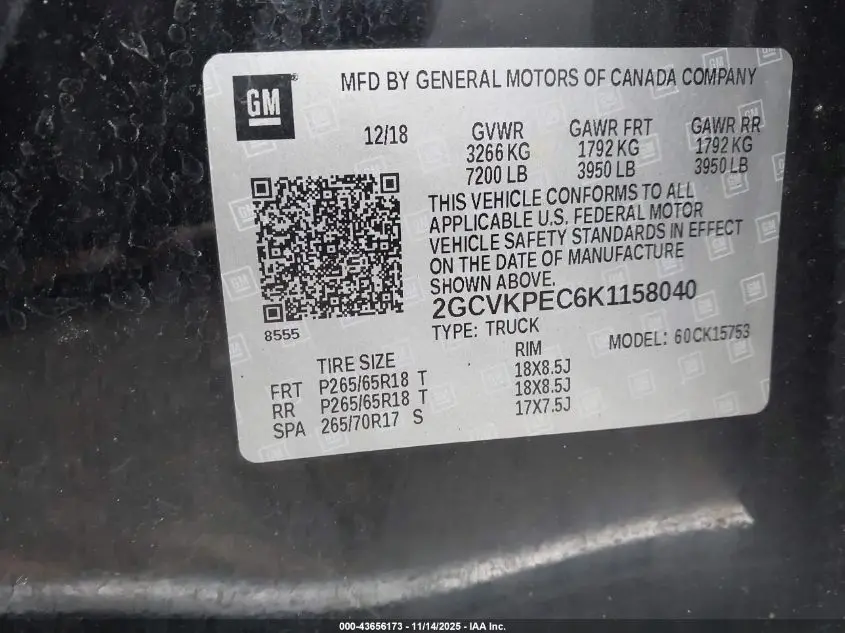 GM
MFD BY GENERAL MOTORS OF CANADA COMPANY
12/18 GVWR GAWR FRT GAWR RR
3266 KG 1792 KG 1792 KG
7200 LB 3950 LB 3950 LB
THIS VEHICLE CONFORMS TO ALL
APPLICABLE U.S. FEDERAL MOTOR
VEHICLE SAFETY STANDARDS IN EFFECT
ON THE DATE OF MANUFACTURE
SHOWN ABOVE.
2GCVKPEC6K1158040
8555
TYPE: TRUCK MODEL: 60CK15753
TIRE SIZE RIM
FRT P265/65R18 T 18X8.5J
RR P265/65R18 T 18X8.5J
SPA 265/70R17 S 17X7.5J
000-43656173 - 11/14/2025 - IAA Inc.